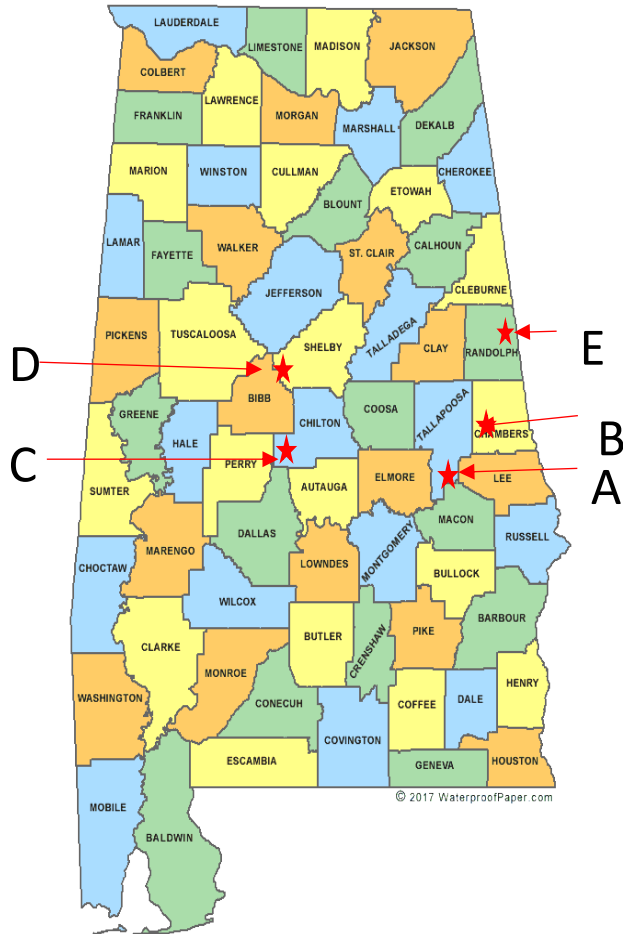 LAUDERDALE
LIMESTONE
MADISON
JACKSON
COLBERT
LAWRENCE
FRANKLIN
MORGAN
MARSHALL
DEKALB
MARION
WINSTON
CULLMAN
CHEROKEE
ETOWAH
BLOUNT
LAMAR
FAYETTE
WALKER
ST. CLAIR
CALHOUN
JEFFERSON
CLEBURNE
PICKENS
TUSCALOOSA
SHELBY
TALLADEGA
CLAY
RANDOLPH
E
D
BIBB
GREENE
HALE
CHILTON
COOSA
TALLAPOOSA
CHAMBERS
B
C
PERRY
SUMTER
AUTAUGA
ELMORE
LEE
A
DALLAS
MACON
MARENGO
RUSSELL
CHOCTAW
LOWNDES
MONTGOMERY
BULLOCK
WILCOX
BARBOUR
CLARKE
BUTLER
CRENSHAW
PIKE
MONROE
WASHINGTON
CONECUH
COFFEE
DALE
HENRY
COVINGTON
ESCAMBIA
GENEVA
HOUSTON
© 2017 WaterproofPaper.com
MOBILE
BALDWIN